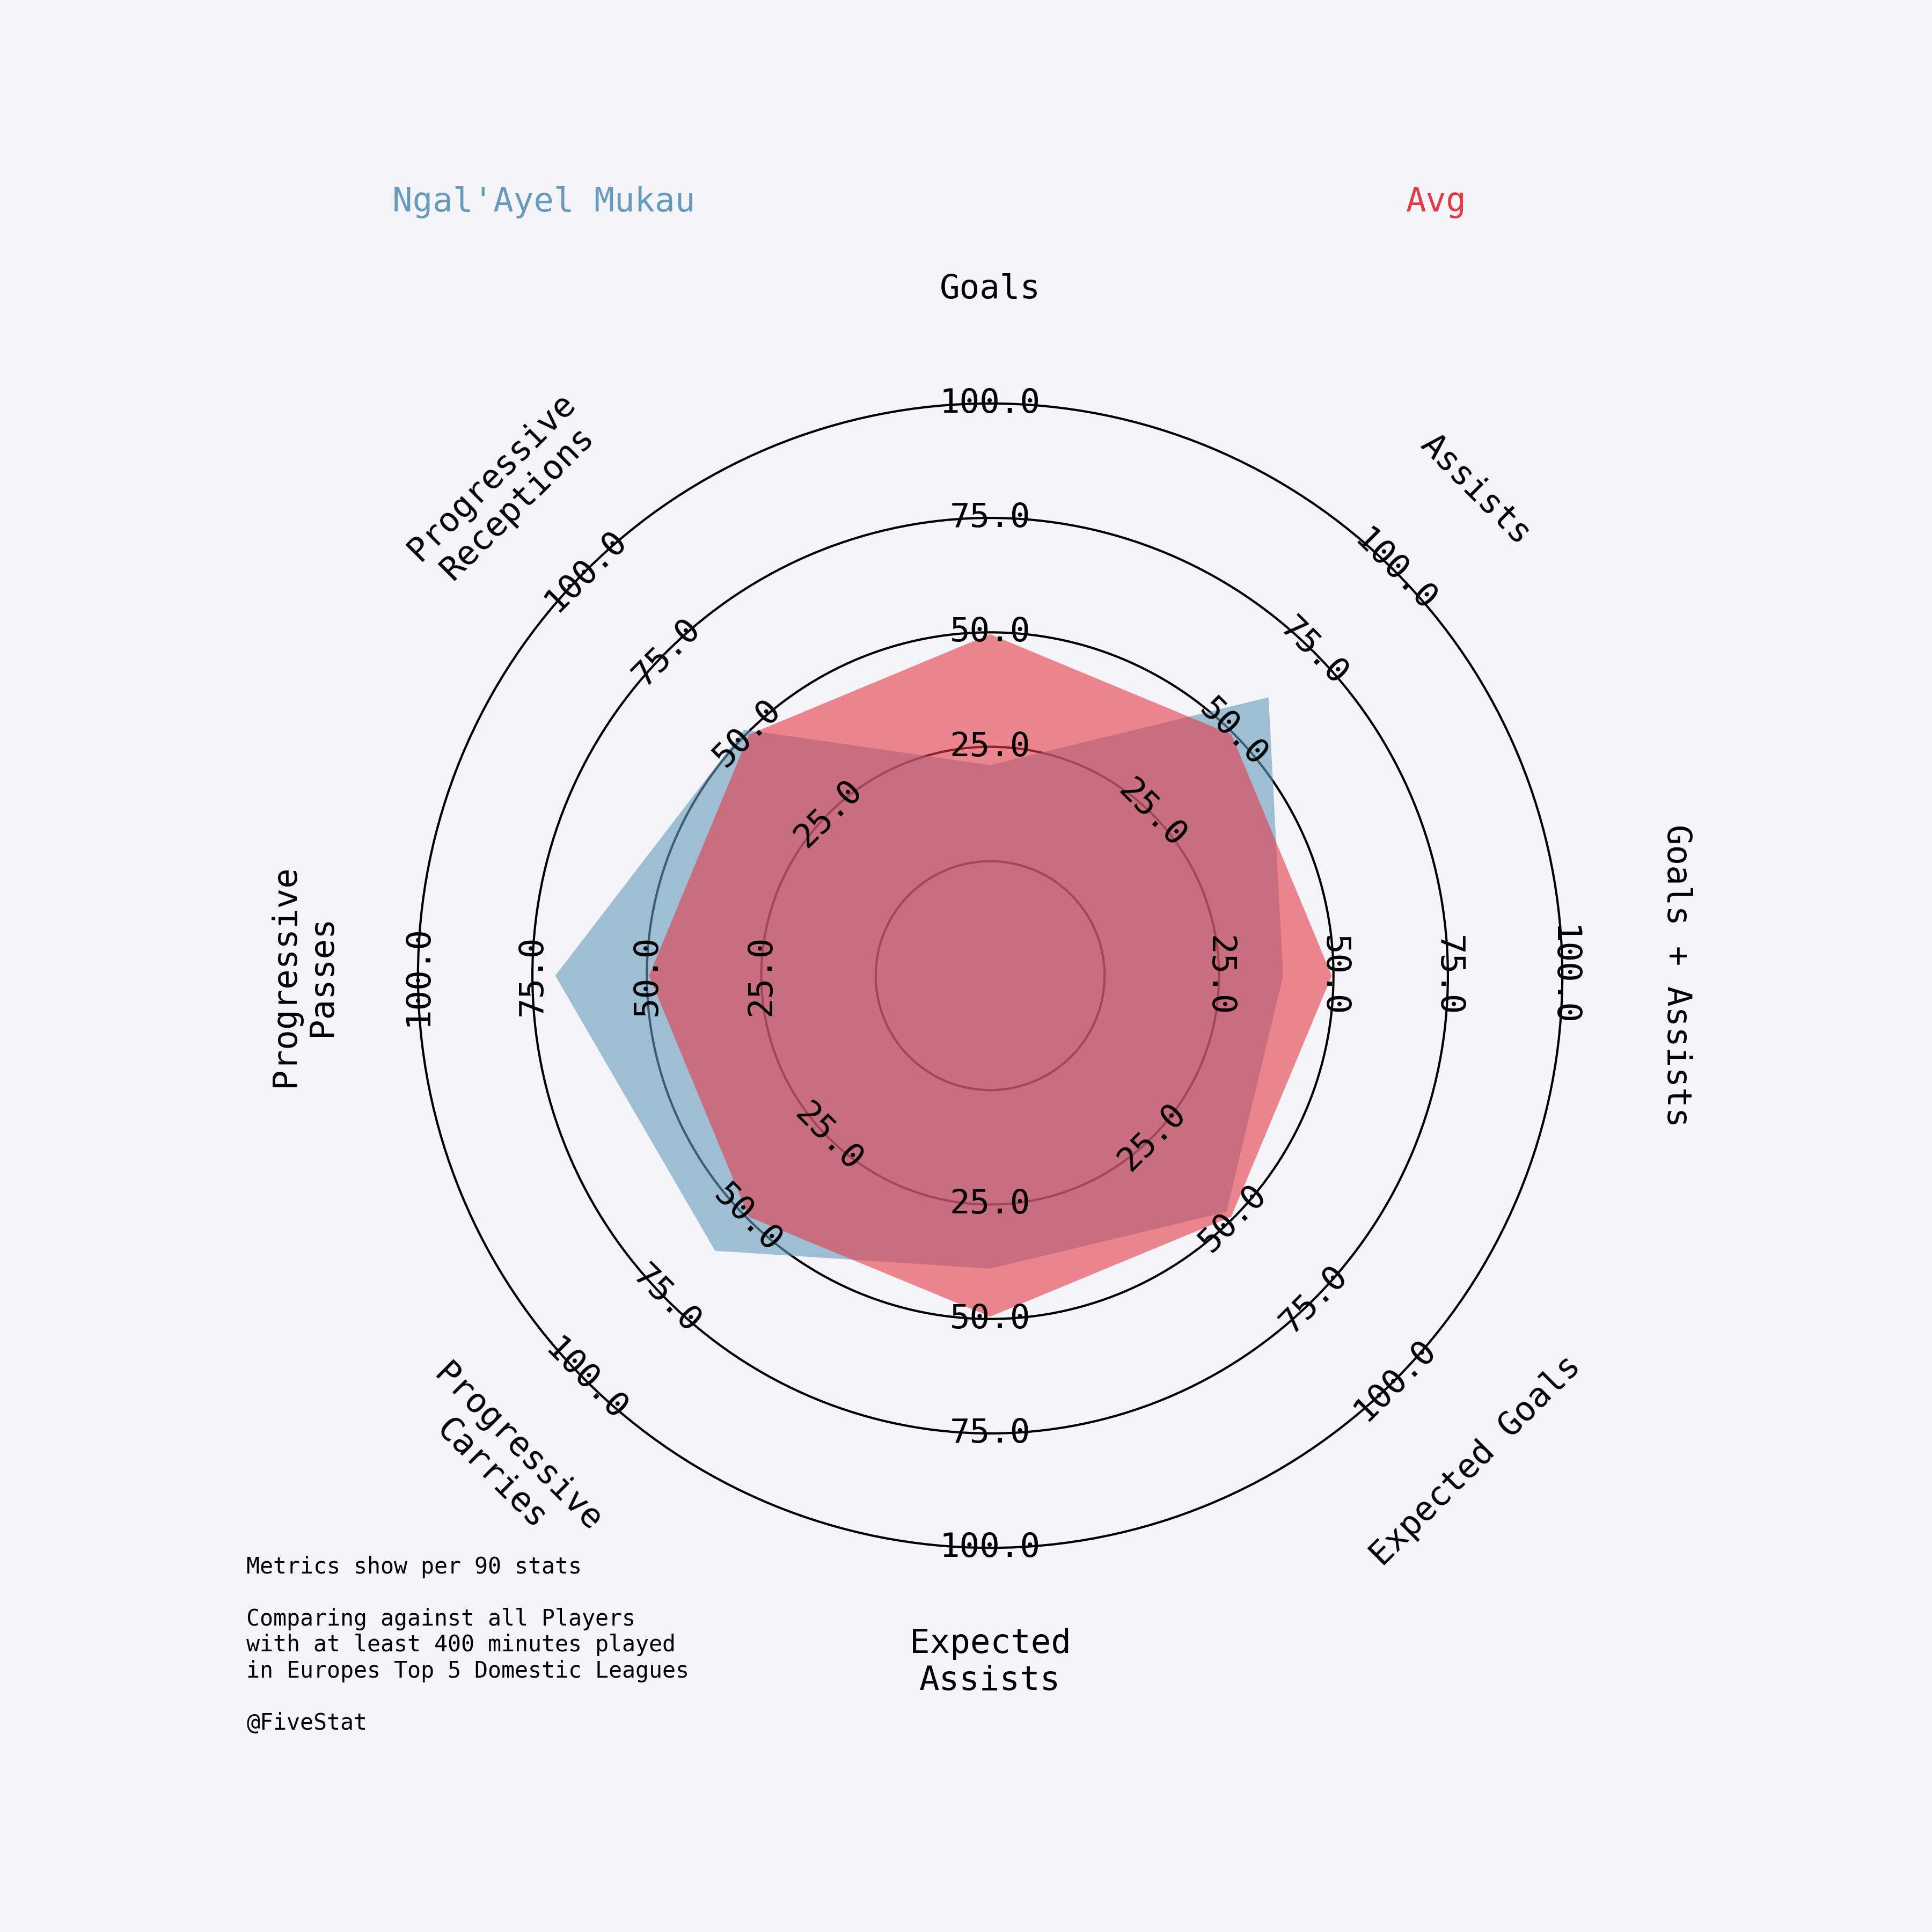 Ngal'Ayel Mukau
Avg
Goals
Assists
Goals + Assists
Expected Goals
Expected
Assists
Progressive
Carries
Progressive
Passes
Progressive
Receptions
25.0
50.0
75.0
100.0
25.0
50.0
75.0
100.0
25.0
50.0
75.0
100.0
25.0
50.0
75.0
100.0
25.0
50.0
75.0
100.0
25.0
50.0
75.0
100.0
25.0
50.0
75.0
100.0
25.0
50.0
75.0
100.0
Metrics show per 90 stats
Comparing against all Players
with at least 400 minutes played
in Europes Top 5 Domestic Leagues
@FiveStat